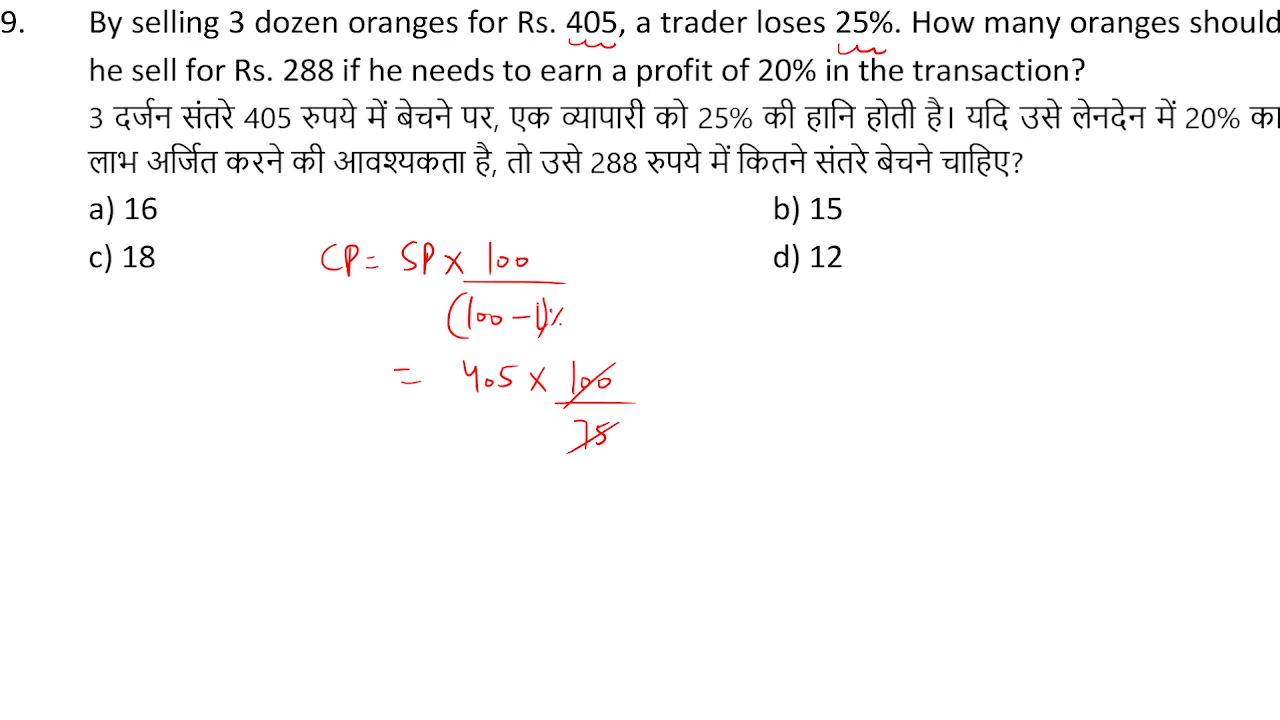 9. By selling 3 dozen oranges for Rs. 405, a trader loses 25%. How many oranges should
he sell for Rs. 288 if he needs to earn a profit of 20% in the transaction?
3 दर्जन संतरे 405 रुपये में बेचने पर, एक व्यापारी को 25% की हानि होती है। यदि उसे लेनदेन में 20% का
लाभ अर्जित करने की आवश्यकता है, तो उसे 288 रुपये में कितने संतरे बेचने चाहिए?
a) 16 b) 15
c) 18 d) 12
CP = SP x 100
(100 - l)%
= 405 x 100
75